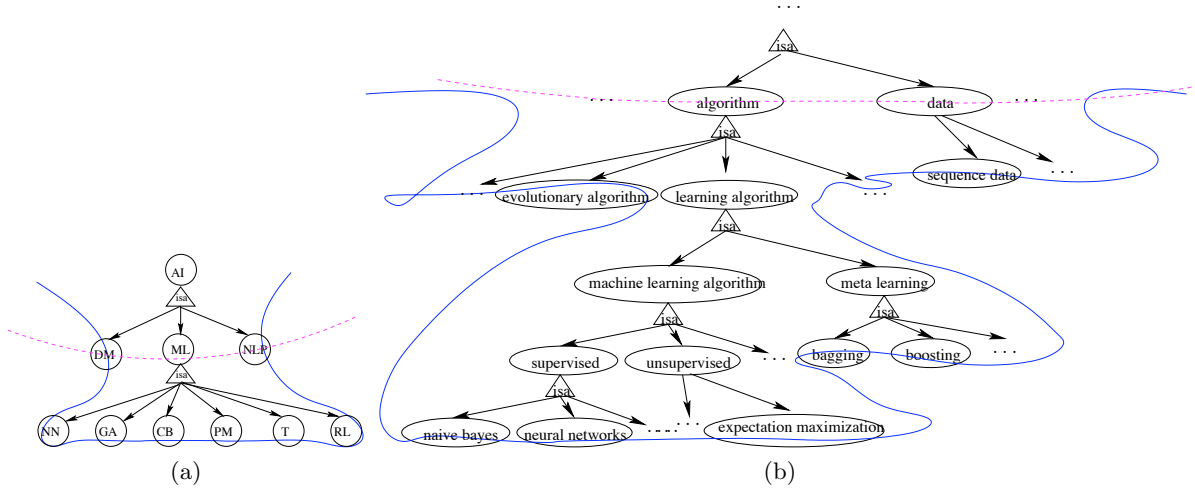 . . .
isa
. . . algorithm data . . .
isa
sequence data . . .
. . . evolutionary algorithm learning algorithm . . .
isa
machine learning algorithm meta learning
isa isa
supervised unsupervised . . . bagging boosting . . .
isa
naive bayes neural networks ...... . . . expectation maximization
AI
isa
DM ML NLP
isa
NN GA CB PM T RL
(a) (b)